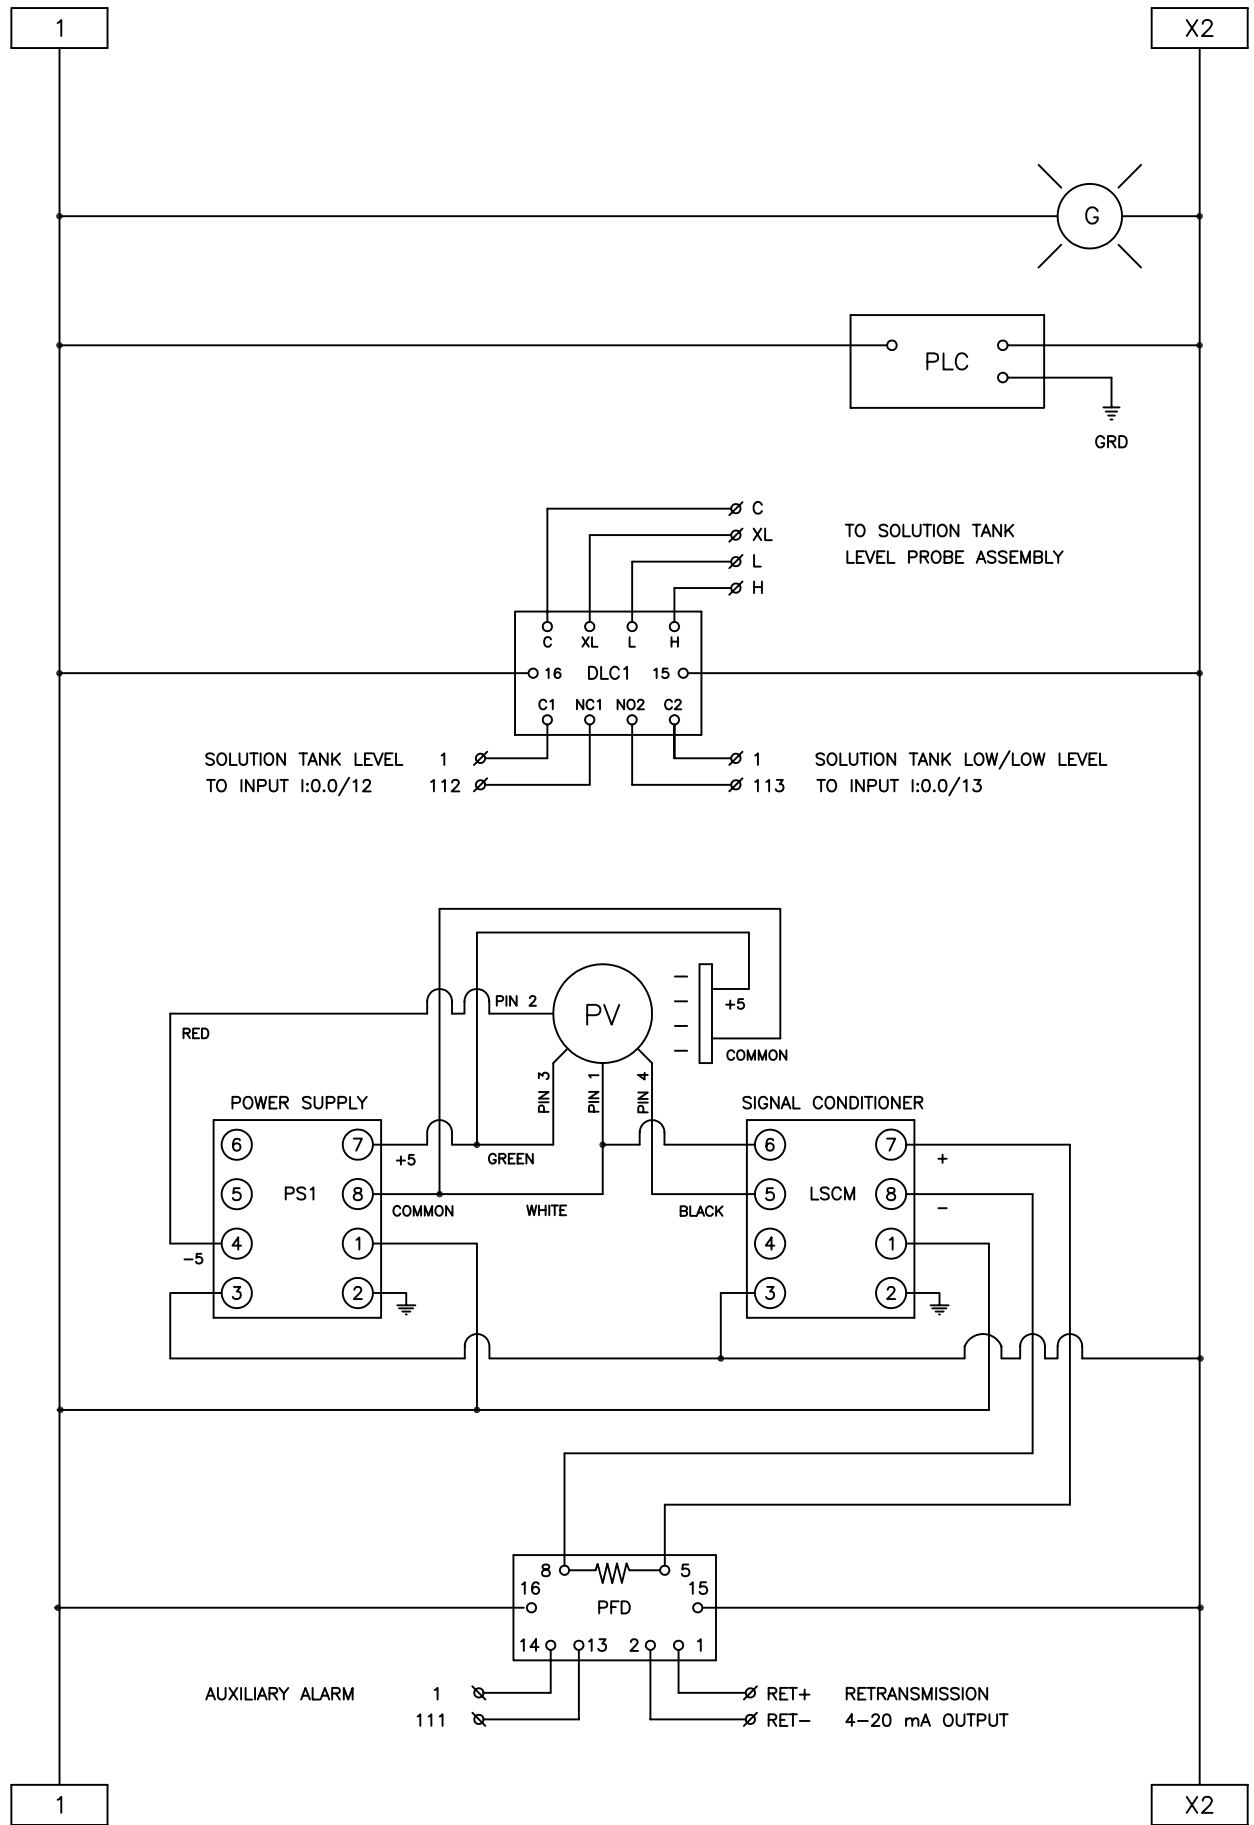 1
X2
G
PLC
GRD
C
XL
L
H
TO SOLUTION TANK
LEVEL PROBE ASSEMBLY
C XL L H
16 DLC1 15
C1 NC1 NO2 C2
SOLUTION TANK LEVEL 1
TO INPUT I:0.0/12 112
1 SOLUTION TANK LOW/LOW LEVEL
113 TO INPUT I:0.0/13
PIN 2
RED
PV
+5
COMMON
PIN 3
PIN 1
PIN 4
POWER SUPPLY
SIGNAL CONDITIONER
6 7
+5
GREEN
5 PS1 8
COMMON
WHITE
BLACK
4 1
-5
3 2
6 7
+
5 LSCM 8
-
4 1
3 2
8 5
16 15
PFD
14 13 2 1
AUXILIARY ALARM 1
111
RET+ RETRANSMISSION
RET- 4-20 mA OUTPUT
1
X2